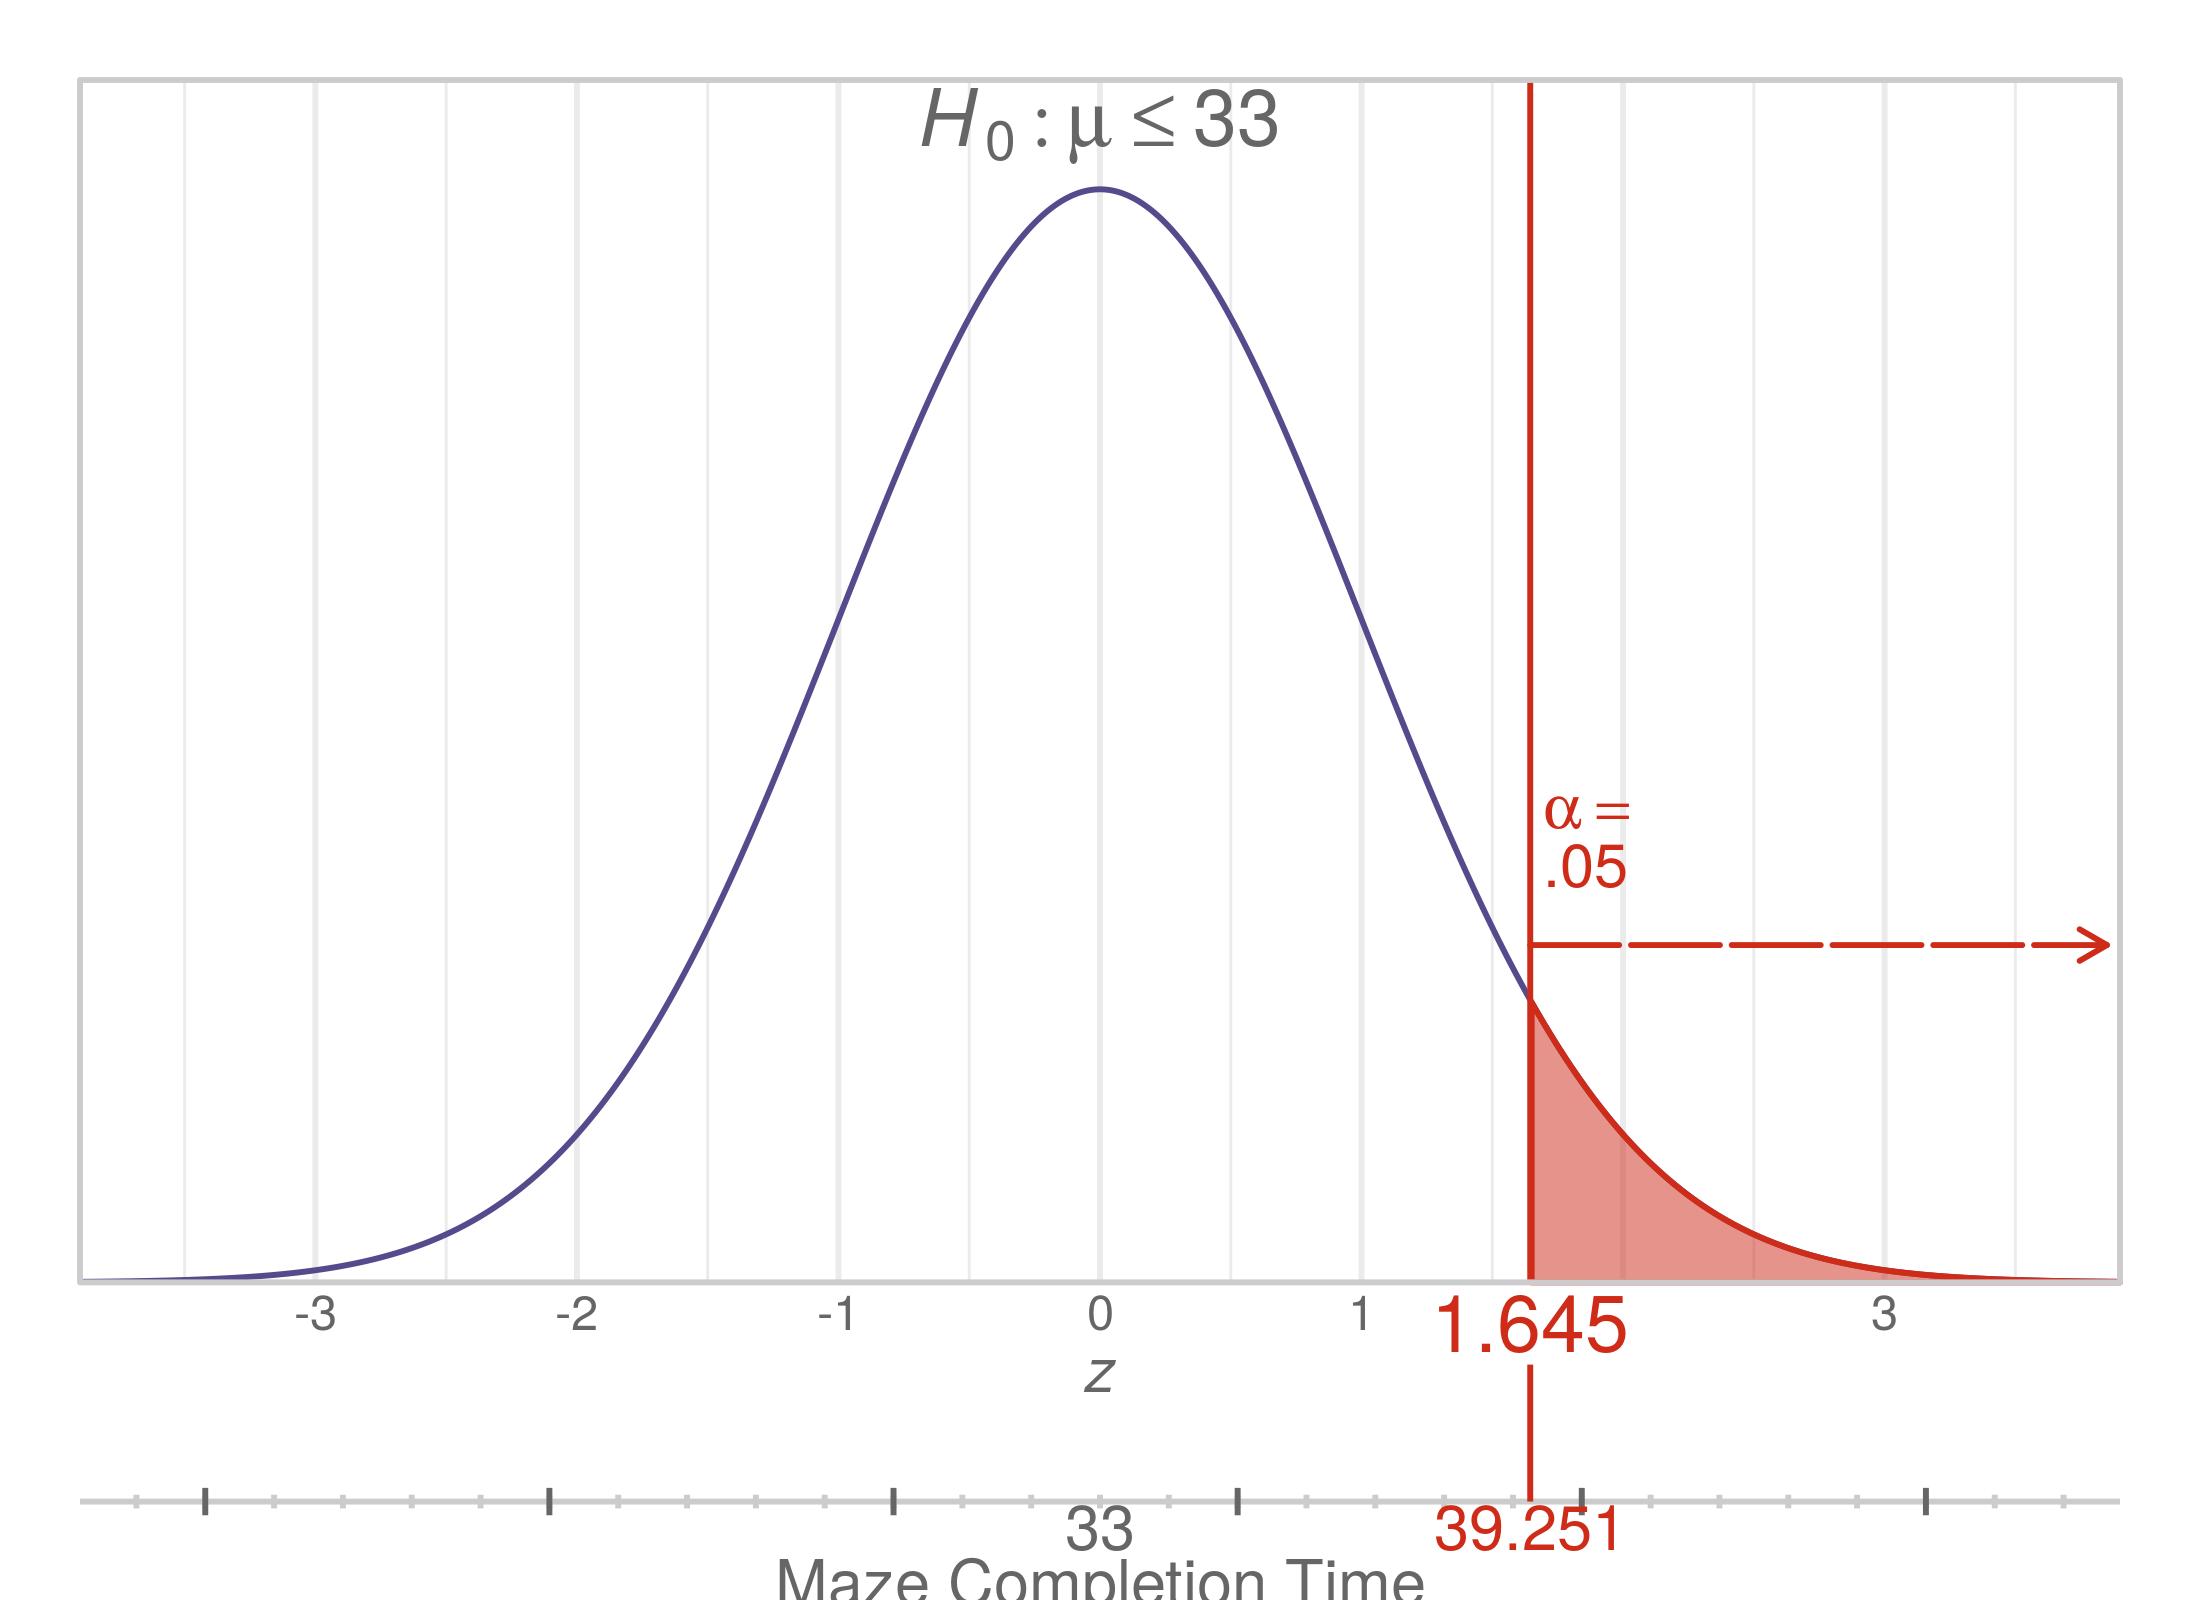 H₀ : μ ≤ 33
α =
.05
-3 -2 -1 0 1 1.645 3
z
33 39.251
Maze Completion Time